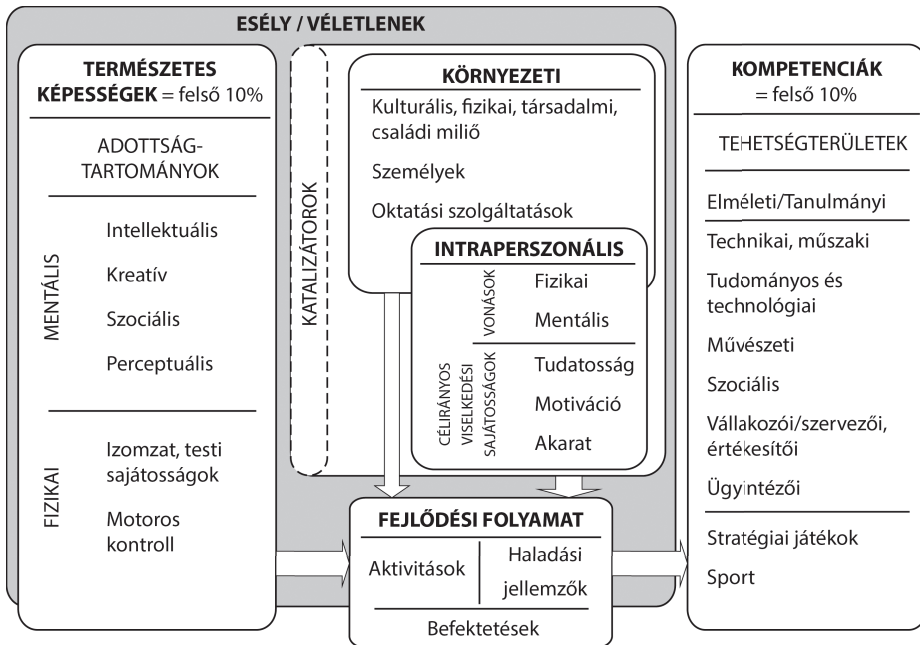 ESÉLY / VÉLETLENEK
TERMÉSZETES
KÉPESSÉGEK = felső 10%
ADOTTSÁG-
TARTOMÁNYOK
MENTÁLIS
Intellektuális
Kreatív
Szociális
Perceptuális
FIZIKAI
Izomzat, testi
sajátosságok
Motoros
kontroll
KATALIZÁTOROK
KÖRNYEZETI
Kulturális, fizikai, társadalmi,
családi miliő
Személyek
Oktatási szolgáltatások
INTRAPERSZONÁLIS
VONÁSOK
Fizikai
Mentális
CÉLIRÁNYOS
VISELKEDÉSI
SAJÁTOSSÁGOK
Tudatosság
Motiváció
Akarat
FEJLŐDÉSI FOLYAMAT
Aktivitások
Haladási
jellemzők
Befektetések
KOMPETENCIÁK
= felső 10%
TEHETSÉGTERÜLETEK
Elméleti/Tanulmányi
Technikai, műszaki
Tudományos és
technológiai
Művészeti
Szociális
Vállakozói/szervezői,
értékesítői
Ügyintézői
Stratégiai játékok
Sport